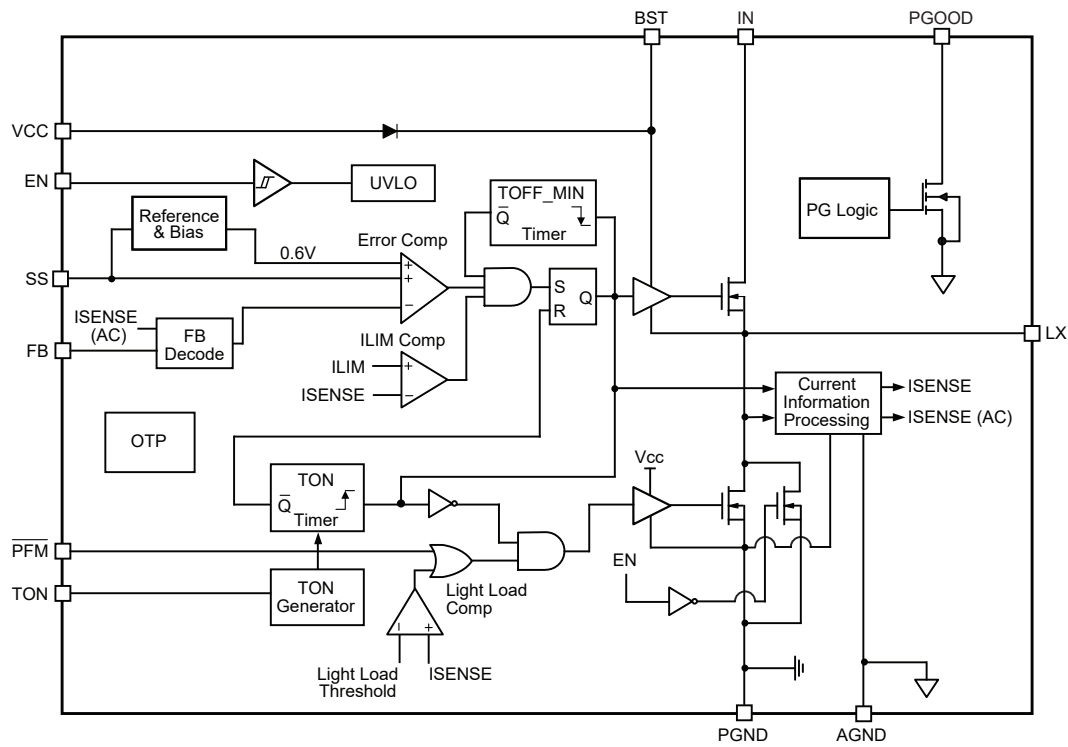 BST
IN
PGOOD
VCC
EN
UVLO
TOFF_MIN
Q̅
Timer
PG Logic
Reference
& Bias
0.6V
Error Comp
+
+
−
SS
S
R
Q
ISENSE
(AC)
FB
FB
Decode
ILIM Comp
ILIM
+
ISENSE
−
LX
Current
Information
Processing
ISENSE
ISENSE (AC)
OTP
Vcc
TON
Q̅
Timer
P̅F̅M̅
TON
TON
Generator
Light Load
Comp
EN
− +
Light Load
Threshold
ISENSE
PGND
AGND